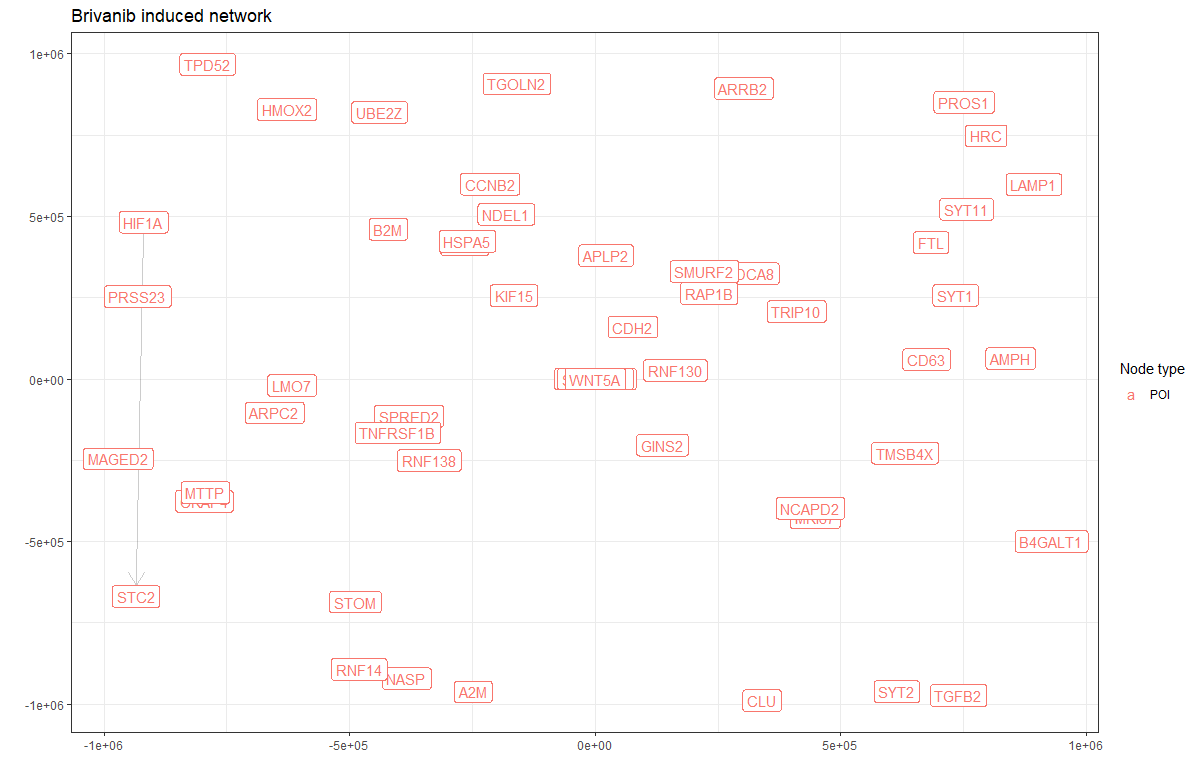 Brivanib induced network
1e+06
TPD52
HMOX2
UBE2Z
TGOLN2
ARRB2
PROS1
HRC
CCNB2
LAMP1
5e+05
HIF1A
B2M
NDEL1
HSPA5
SYT11
FTL
APLP2
SMURF2
PRSS23
KIF15
RAP1B
SYT1
TRIP10
CDH2
0e+00
LMO7
WNT5A
RNF130
CD63
AMPH
ARPC2
SPRED2
TNFRSF1B
GINS2
MAGED2
RNF138
TMSB4X
MTTP
NCAPD2
-5e+05
B4GALT1
STC2
STOM
RNF14
NASP
A2M
CLU
SYT2
TGFB2
-1e+06
-1e+06
-5e+05
0e+00
5e+05
1e+06
Node type
a POI